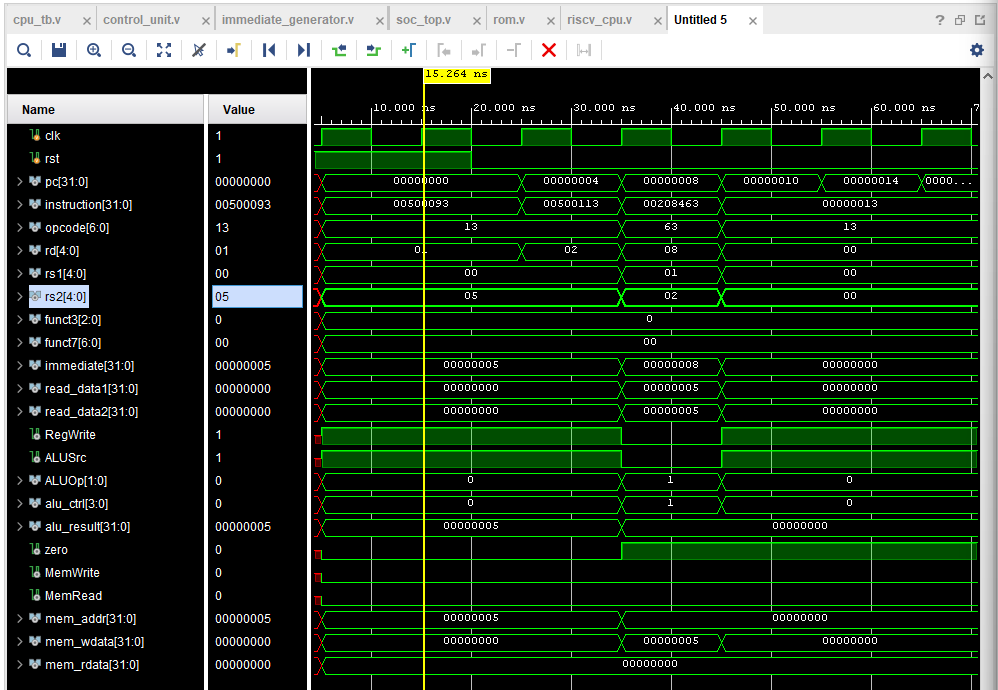 cpu_tb.v control_unit.v immediate_generator.v soc_top.v rom.v riscv_cpu.v Untitled 5
15.264 ns
Name Value
10.000 ns 20.000 ns 30.000 ns 40.000 ns 50.000 ns 60.000 ns 7
clk 1
rst 1
pc[31:0] 00000000 00000000 00000004 00000008 00000010 00000014 0000...
instruction[31:0] 00500093 00500093 00500113 00208463 00000013
opcode[6:0] 13 13 63 13
rd[4:0] 01 01 02 08 00
rs1[4:0] 00 00 01 00
rs2[4:0] 05 05 02 00
funct3[2:0] 0 0
funct7[6:0] 00 00
immediate[31:0] 00000005 00000005 00000008 00000000
read_data1[31:0] 00000000 00000000 00000005 00000000
read_data2[31:0] 00000000 00000000 00000005 00000000
RegWrite 1
ALUSrc 1
ALUOp[1:0] 0 0 1 0
alu_ctrl[3:0] 0 0 1 0
alu_result[31:0] 00000005 00000005 00000000
zero 0
MemWrite 0
MemRead 0
mem_addr[31:0] 00000005 00000005 00000000
mem_wdata[31:0] 00000000 00000000 00000005 00000000
mem_rdata[31:0] 00000000 00000000